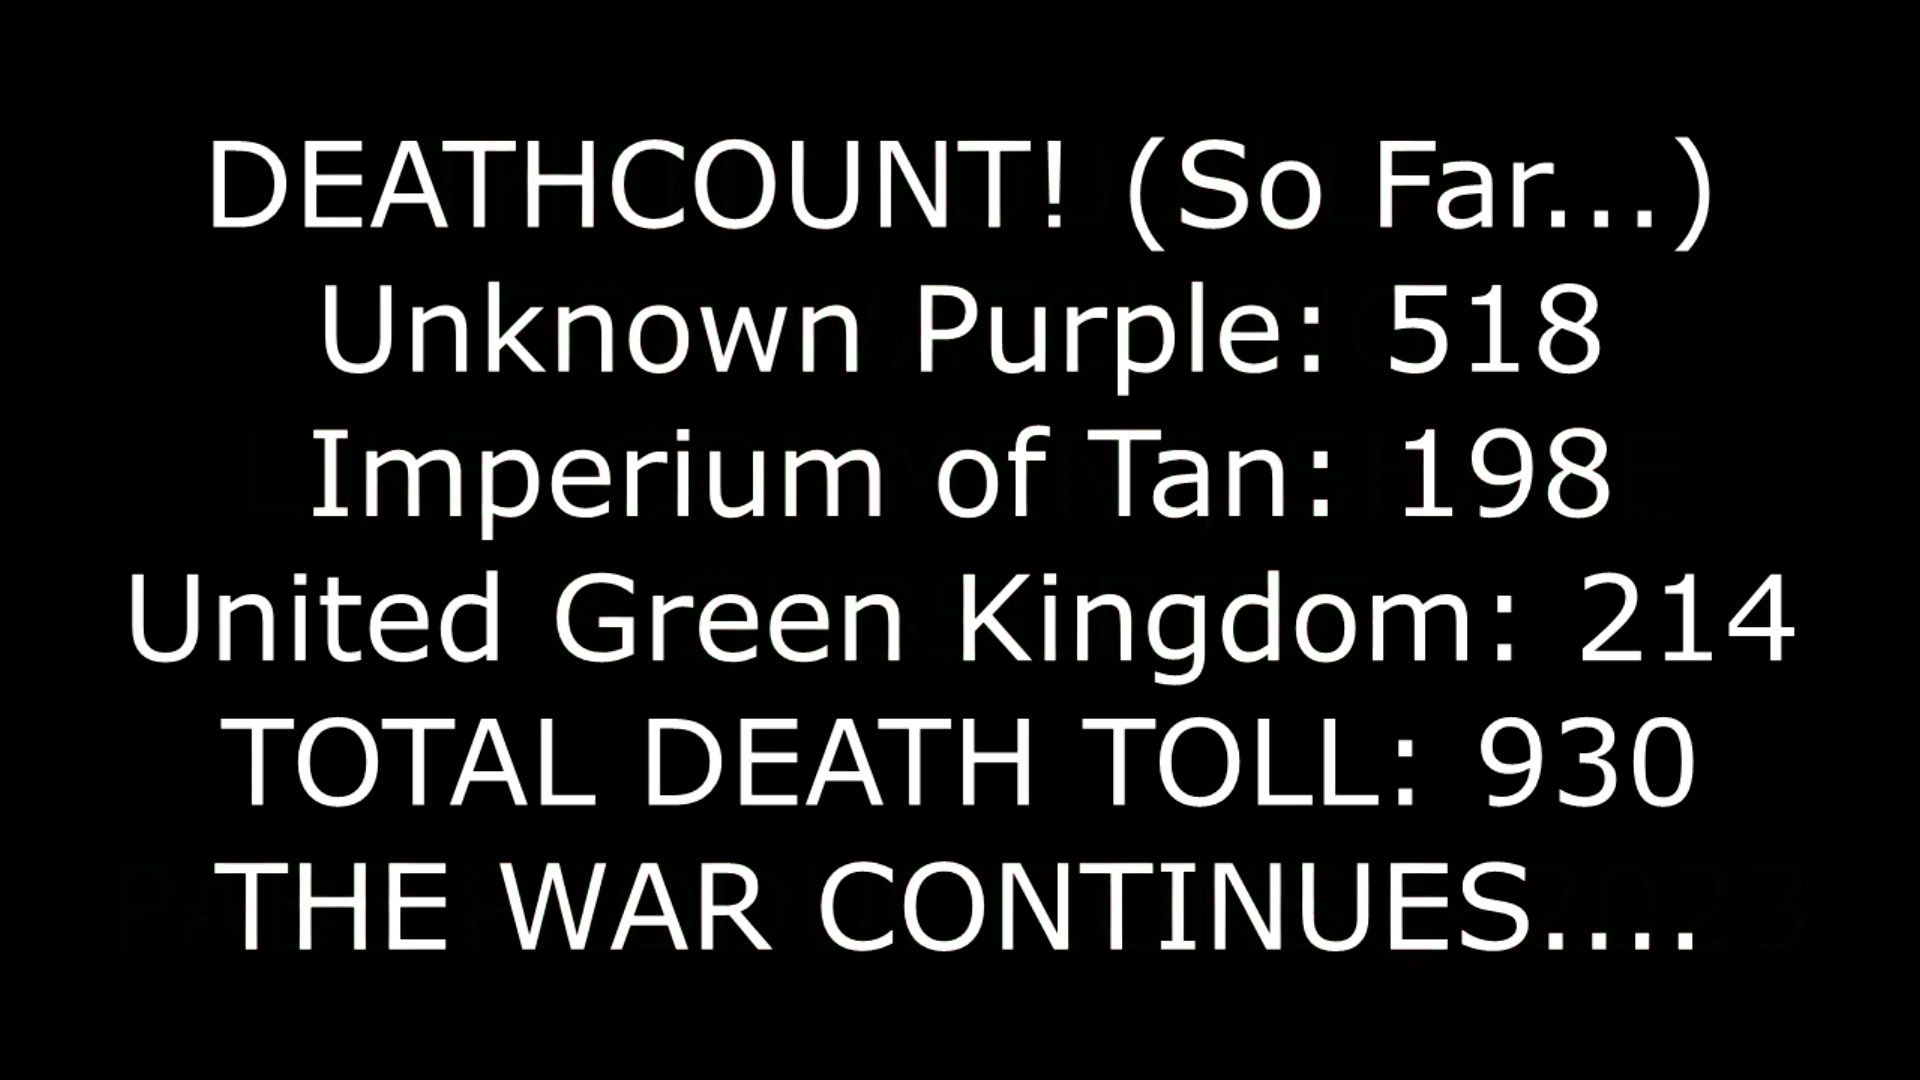 DEATHCOUNT! (So Far...)
Unknown Purple: 518
Imperium of Tan: 198
United Green Kingdom: 214
TOTAL DEATH TOLL: 930
THE WAR CONTINUES....